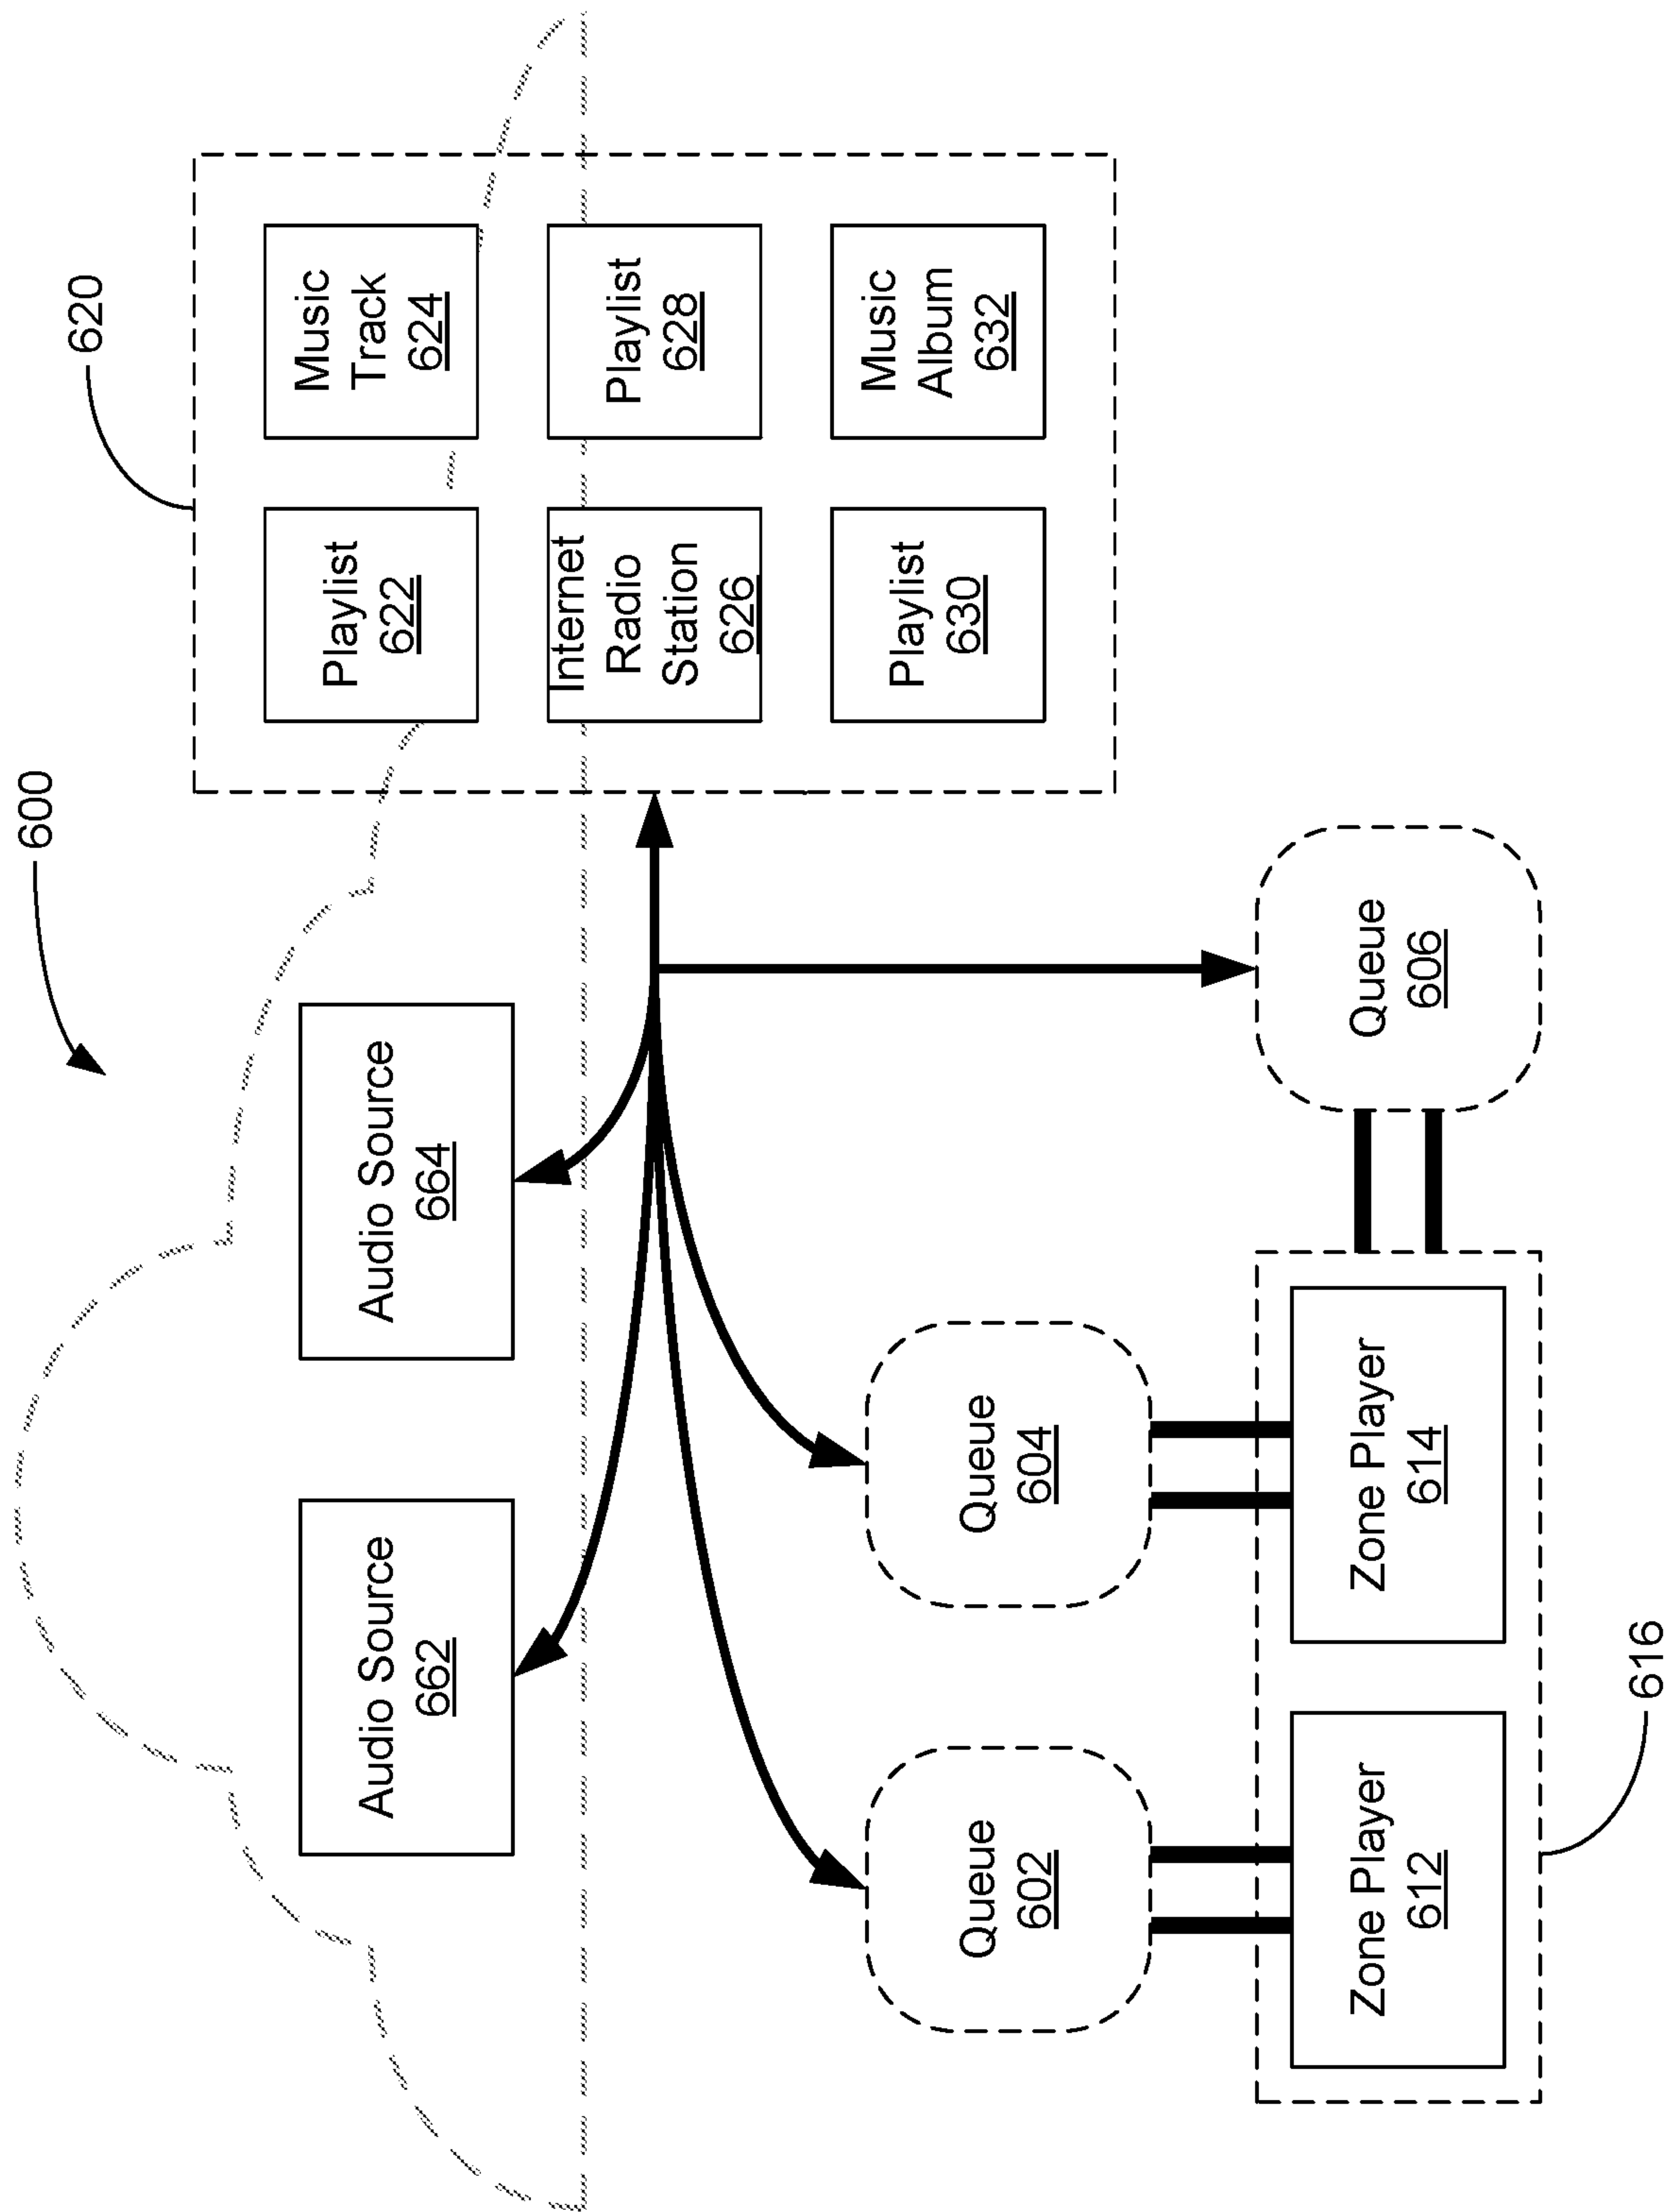 600
620
Audio Source
662
Audio Source
664
Playlist
622
Music
Track
624
Internet
Radio
Station
626
Playlist
628
Playlist
630
Music
Album
632
Queue
602
Queue
604
Queue
606
Zone Player
612
Zone Player
614
616